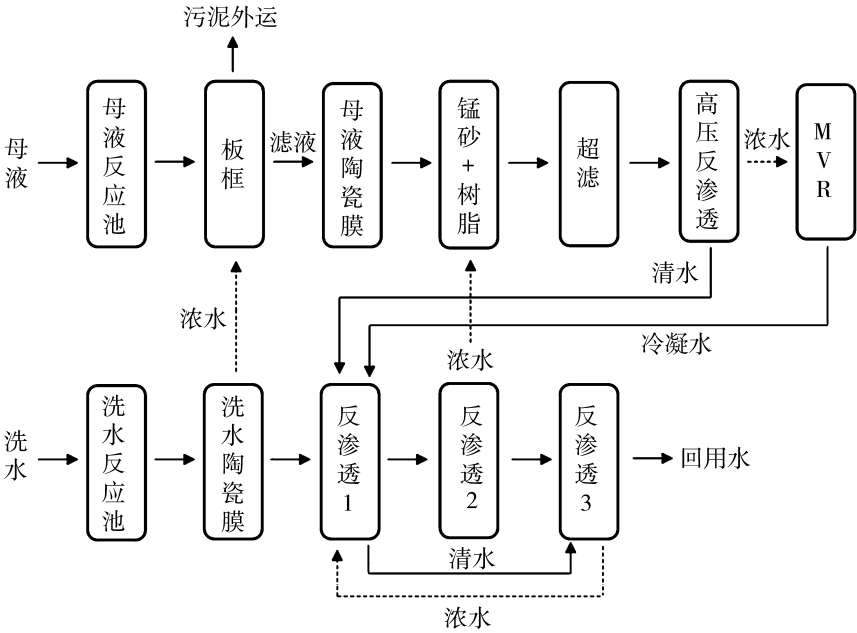 污泥外运
母液
母液反应池
板框
滤液
母液陶瓷膜
锰砂+树脂
超滤
高压反渗透
浓水
MVR
清水
浓水
冷凝水
浓水
洗水
洗水反应池
洗水陶瓷膜
反渗透1
反渗透2
反渗透3
回用水
清水
浓水